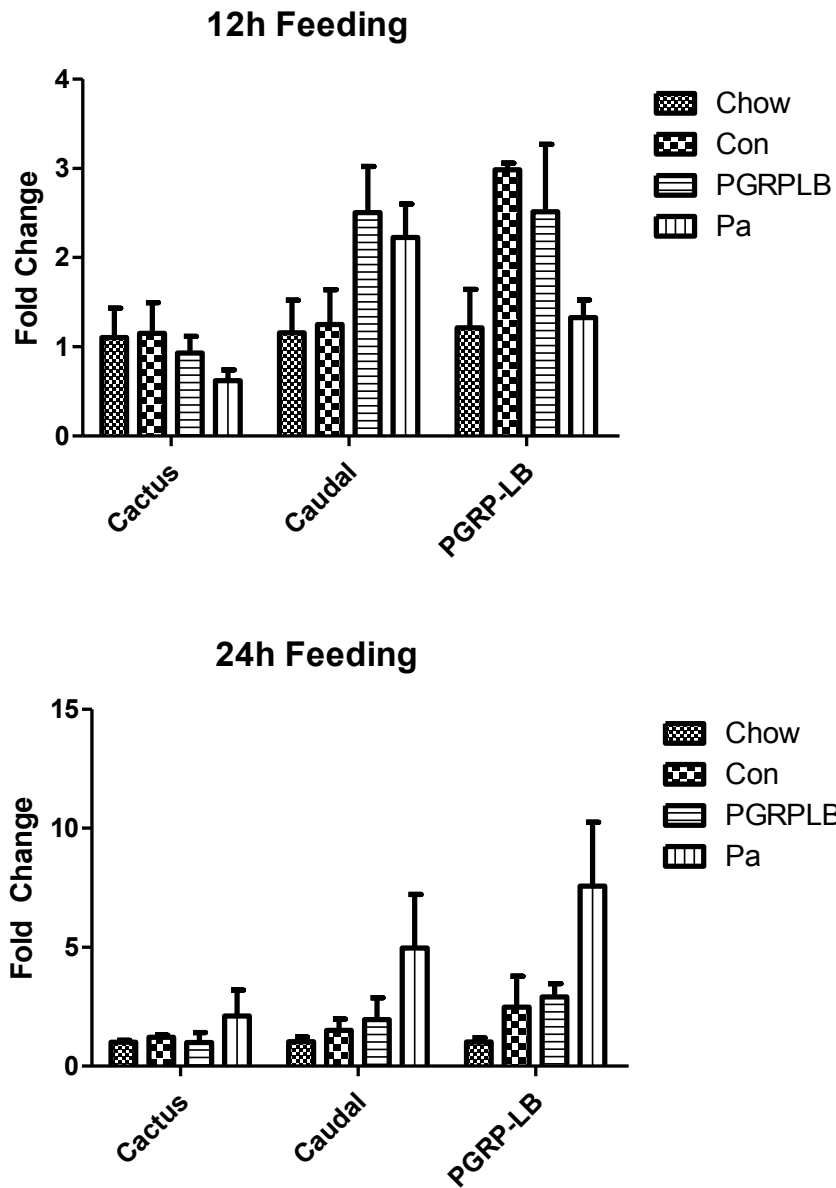 12h Feeding
Fold Change
4
3
2
1
0
Cactus
Caudal
PGRP-LB
Chow
Con
PGRPLB
Pa
24h Feeding
Fold Change
15
10
5
0
Cactus
Caudal
PGRP-LB
Chow
Con
PGRPLB
Pa